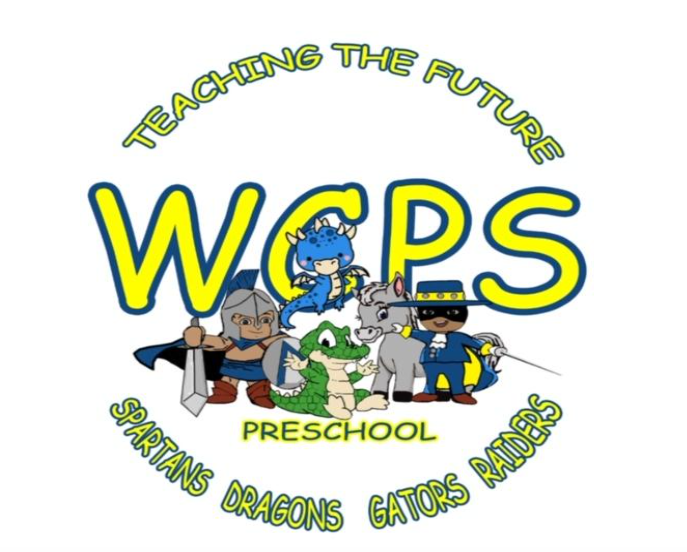 TEACHING THE FUTURE
WCPS
PRESCHOOL
SPARTANS DRAGONS GATORS RAIDERS